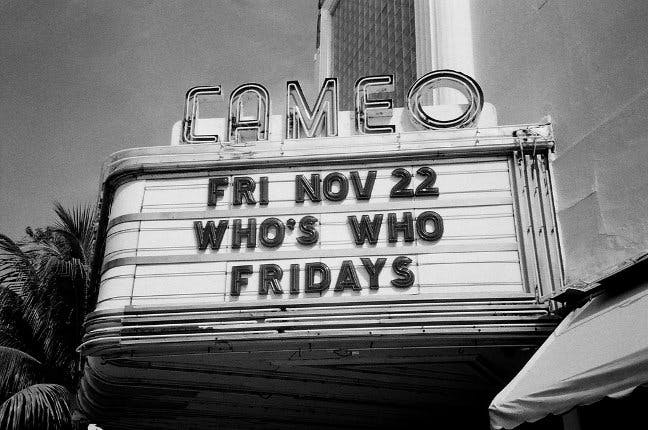 CAMEO
FRI NOV 22
WHO'S WHO
FRIDAYS